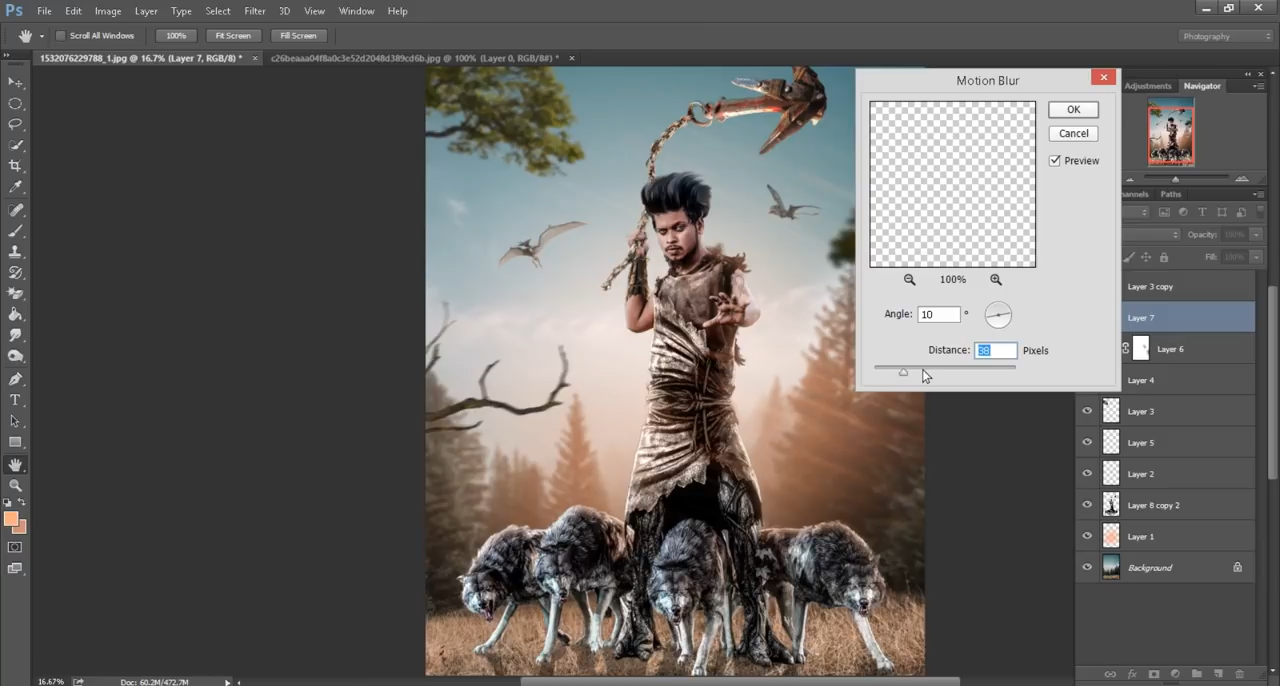 Ps File Edit Image Layer Type Select Filter 3D View Window Help
Scroll All Windows 100% Fit Screen Fill Screen Photography
1532076229788_1.jpg @ 16.7% (Layer 7, RGB/8) * × c26beaaa04f8a0c3e52d2048d389cd6b.jpg @ 100% (Layer 0, RGB/8#) * ×
Motion Blur
Adjustments Navigator
OK
Cancel
Preview
hannels Paths
Opacity: 100%
Fill: 100%
100%
Layer 3 copy
Angle: 10 °
Layer 7
Distance: 38 Pixels
Layer 6
Layer 4
Layer 3
Layer 5
Layer 2
Layer 8 copy 2
Layer 1
Background
16.67% Doc: 60.2M/472.7M